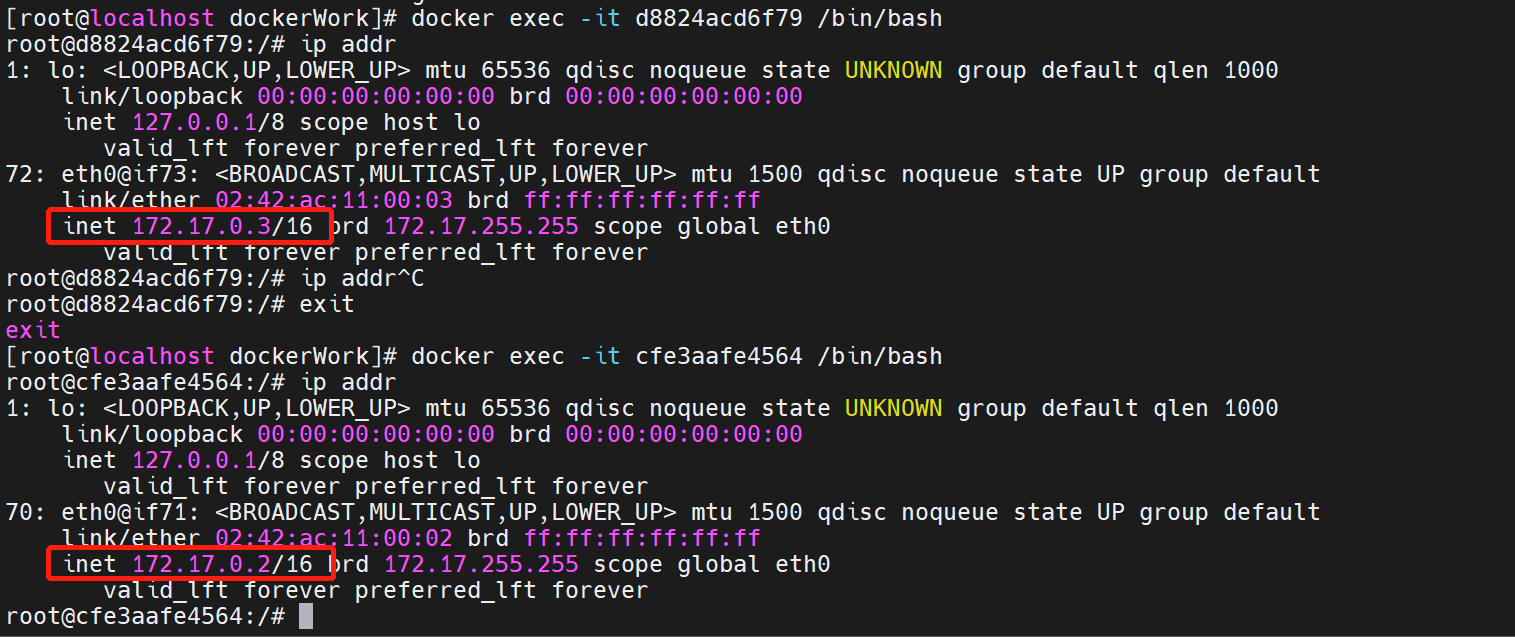 [root@localhost dockerWork]# docker exec -it d8824acd6f79 /bin/bash
root@d8824acd6f79:/# ip addr
1: lo: <LOOPBACK,UP,LOWER_UP> mtu 65536 qdisc noqueue state UNKNOWN group default qlen 1000
    link/loopback 00:00:00:00:00:00 brd 00:00:00:00:00:00
    inet 127.0.0.1/8 scope host lo
       valid_lft forever preferred_lft forever
72: eth0@if73: <BROADCAST,MULTICAST,UP,LOWER_UP> mtu 1500 qdisc noqueue state UP group default
    link/ether 02:42:ac:11:00:03 brd ff:ff:ff:ff:ff:ff
    inet 172.17.0.3/16 brd 172.17.255.255 scope global eth0
       valid_lft forever preferred_lft forever
root@d8824acd6f79:/# ip addr^C
root@d8824acd6f79:/# exit
exit
[root@localhost dockerWork]# docker exec -it cfe3aafe4564 /bin/bash
root@cfe3aafe4564:/# ip addr
1: lo: <LOOPBACK,UP,LOWER_UP> mtu 65536 qdisc noqueue state UNKNOWN group default qlen 1000
    link/loopback 00:00:00:00:00:00 brd 00:00:00:00:00:00
    inet 127.0.0.1/8 scope host lo
       valid_lft forever preferred_lft forever
70: eth0@if71: <BROADCAST,MULTICAST,UP,LOWER_UP> mtu 1500 qdisc noqueue state UP group default
    link/ether 02:42:ac:11:00:02 brd ff:ff:ff:ff:ff:ff
    inet 172.17.0.2/16 brd 172.17.255.255 scope global eth0
       valid_lft forever preferred_lft forever
root@cfe3aafe4564:/#